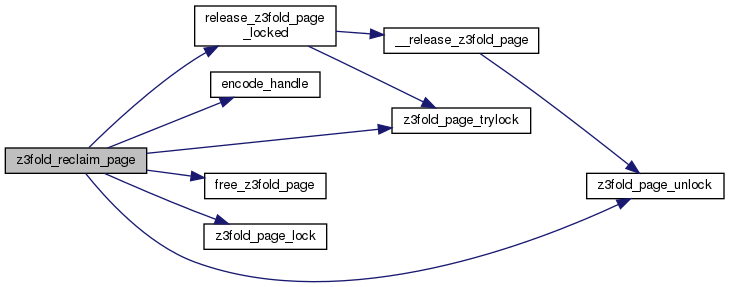 release_z3fold_page
_locked
__release_z3fold_page
encode_handle
z3fold_page_trylock
z3fold_reclaim_page
free_z3fold_page
z3fold_page_unlock
z3fold_page_lock